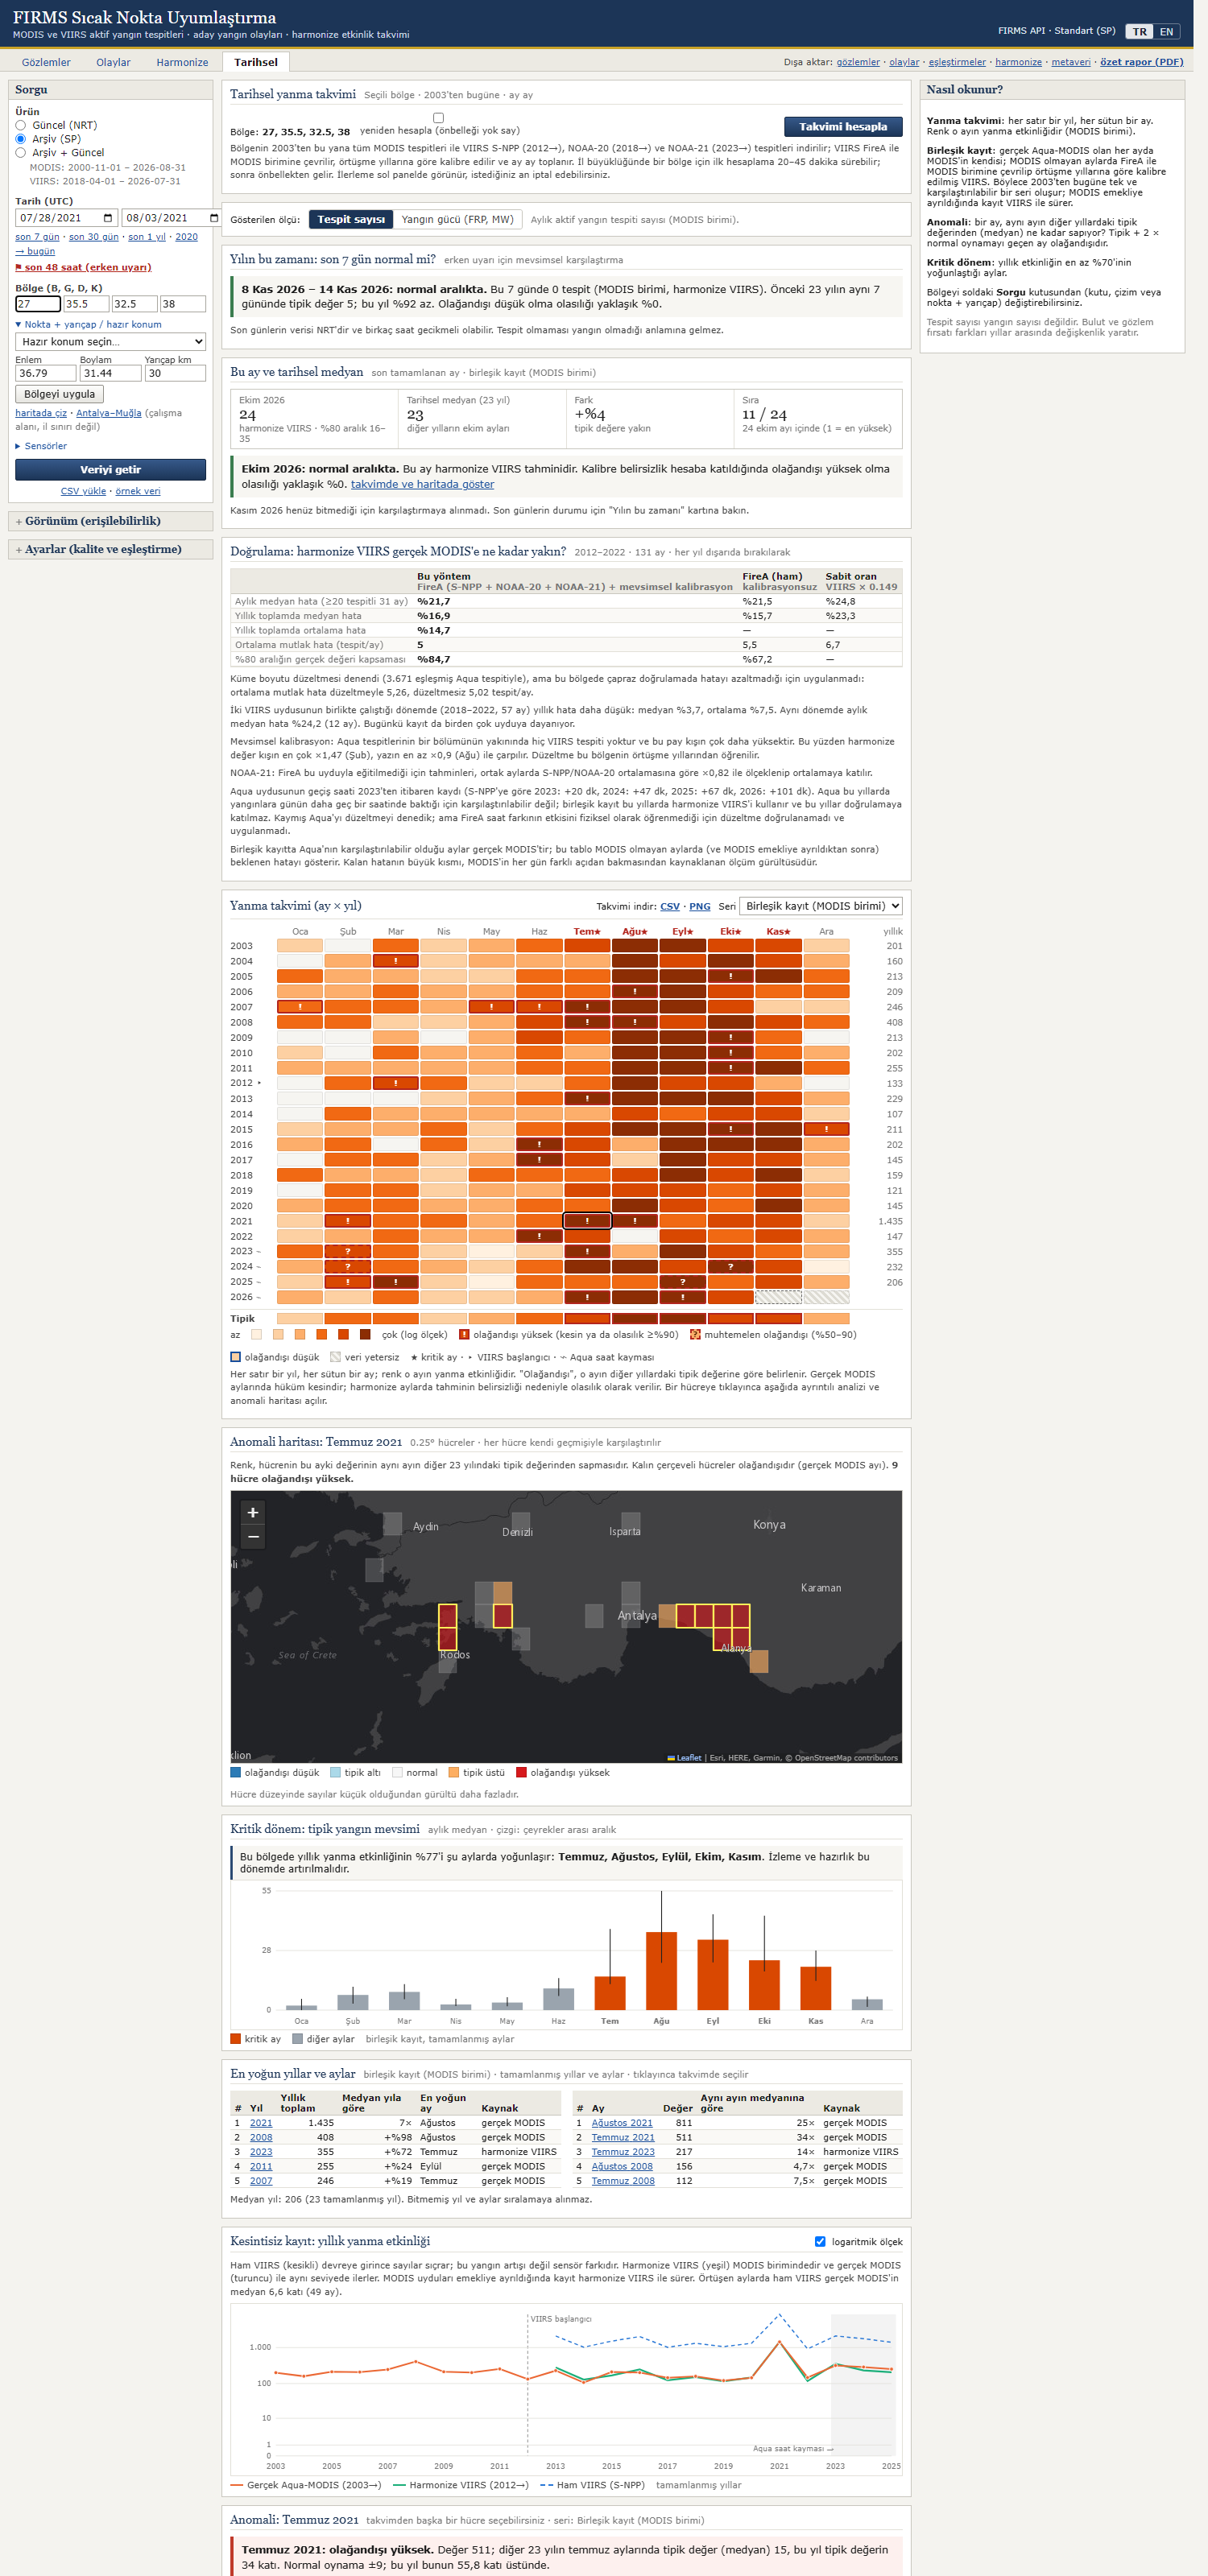 FIRMS Sıcak Nokta Uyumlaştırma
MODIS ve VIIRS aktif yangın tespitleri · aday yangın olayları · harmonize etkinlik takvimi
FIRMS API · Standart (SP) TR EN
Gözlemler Olaylar Harmonize Tarihsel
Dışa aktar: gözlemler · olaylar · eşleştirmeler · harmonize · metaveri · özet rapor (PDF)
Sorgu
Ürün
Güncel (NRT)
Arşiv (SP)
Arşiv + Güncel
MODIS: 2000-11-01 – 2026-08-31
VIIRS: 2018-04-01 – 2026-07-31
Tarih (UTC)
07/28/2021 08/03/2021
son 7 gün · son 30 gün · son 1 yıl · 2020
→ bugün
son 48 saat (erken uyarı)
Bölge (B, G, D, K)
27 35.5 32.5 38
▾ Nokta + yarıçap / hazır konum
Hazır konum seçin...
Enlem Boylam Yarıçap km
36.79 31.44 30
Bölgeyi uygula
haritada çiz · Antalya–Muğla (çalışma
alanı, il sınırı değil)
▸ Sensörler
Veriyi getir
CSV yükle · örnek veri
+ Görünüm (erişilebilirlik)
+ Ayarlar (kalite ve eşleştirme)
Tarihsel yanma takvimi Seçili bölge · 2003'ten bugüne · ay ay
Bölge: 27, 35.5, 32.5, 38 yeniden hesapla (önbelleği yok say) Takvimi hesapla
Bölgenin 2003'ten bu yana tüm MODIS tespitleri ile VIIRS S-NPP (2012→), NOAA-20 (2018→) ve NOAA-21 (2023→) tespitleri indirilir; VIIRS FireA ile
MODIS birimine çevrilir, örtüşme yıllarına göre kalibre edilir ve ay ay toplanır. İl büyüklüğünde bir bölge için ilk hesaplama 20–45 dakika sürebilir;
sonra önbellekten gelir. İlerleme sol panelde görünür, istediğiniz an iptal edebilirsiniz.
Gösterilen ölçü: Tespit sayısı Yangın gücü (FRP, MW) Aylık aktif yangın tespiti sayısı (MODIS birimi).
Yılın bu zamanı: son 7 gün normal mi? erken uyarı için mevsimsel karşılaştırma
8 Kas 2026 – 14 Kas 2026: normal aralıkta. Bu 7 günde 0 tespit (MODIS birimi, harmonize VIIRS). Önceki 23 yılın aynı 7
gününde tipik değer 5; bu yıl %92 az. Olağandışı düşük olma olasılığı yaklaşık %0.
Son günlerin verisi NRT'dir ve birkaç saat gecikmeli olabilir. Tespit olmaması yangın olmadığı anlamına gelmez.
Bu ay ve tarihsel medyan son tamamlanan ay · birleşik kayıt (MODIS birimi)
Ekim 2026 Tarihsel medyan (23 yıl) Fark Sıra
24 23 +%4 11 / 24
harmonize VIIRS · %80 aralık 16– diğer yılların ekim ayları tipik değere yakın 24 ekim ayı içinde (1 = en yüksek)
35
Ekim 2026: normal aralıkta. Bu ay harmonize VIIRS tahminidir. Kalibre belirsizlik hesaba katıldığında olağandışı yüksek olma
olasılığı yaklaşık %0. takvimde ve haritada göster
Kasım 2026 henüz bitmediği için karşılaştırmaya alınmadı. Son günlerin durumu için "Yılın bu zamanı" kartına bakın.
Doğrulama: harmonize VIIRS gerçek MODIS'e ne kadar yakın? 2012–2022 · 131 ay · her yıl dışarıda bırakılarak
Bu yöntem FireA (ham) Sabit oran
FireA (S-NPP + NOAA-20 + NOAA-21) + mevsimsel kalibrasyon kalibrasyonsuz VIIRS × 0.149
Aylık medyan hata (≥20 tespitli 31 ay) %21,7 %21,5 %24,8
Yıllık toplamda medyan hata %16,9 %15,7 %23,3
Yıllık toplamda ortalama hata %14,7 — —
Ortalama mutlak hata (tespit/ay) 5 5,5 6,7
%80 aralığın gerçek değeri kapsaması %84,7 %67,2 —
Küme boyutu düzeltmesi denendi (3.671 eşleşmiş Aqua tespitiyle), ama bu bölgede çapraz doğrulamada hatayı azaltmadığı için uygulanmadı:
ortalama mutlak hata düzeltmeyle 5,26, düzeltmesiz 5,02 tespit/ay.
İki VIIRS uydusunun birlikte çalıştığı dönemde (2018–2022, 57 ay) yıllık hata daha düşük: medyan %3,7, ortalama %7,5. Aynı dönemde aylık
medyan hata %24,2 (12 ay). Bugünkü kayıt da birden çok uyduya dayanıyor.
Mevsimsel kalibrasyon: Aqua tespitlerinin bir bölümünün yakınında hiç VIIRS tespiti yoktur ve bu pay kışın çok daha yüksektir. Bu yüzden harmonize
değer kışın en çok ×1,47 (Şub), yazın en az ×0,9 (Ağu) ile çarpılır. Düzeltme bu bölgenin örtüşme yıllarından öğrenilir.
NOAA-21: FireA bu uyduyla eğitilmediği için tahminleri, ortak aylarda S-NPP/NOAA-20 ortalamasına göre ×0,82 ile ölçeklenip ortalamaya katılır.
Aqua uydusunun geçiş saati 2023'ten itibaren kaydı (S-NPP'ye göre 2023: +20 dk, 2024: +47 dk, 2025: +67 dk, 2026: +101 dk). Aqua bu yıllarda
yangınlara günün daha geç bir saatinde baktığı için karşılaştırılabilir değil; birleşik kayıt bu yıllarda harmonize VIIRS'i kullanır ve bu yıllar doğrulamaya
katılmaz. Kaymış Aqua'yı düzeltmeyi denedik; ama FireA saat farkının etkisini fiziksel olarak öğrenmediği için düzeltme doğrulanamadı ve
uygulanmadı.
Birleşik kayıtta Aqua'nın karşılaştırılabilir olduğu aylar gerçek MODIS'tir; bu tablo MODIS olmayan aylarda (ve MODIS emekliye ayrıldıktan sonra)
beklenen hatayı gösterir. Kalan hatanın büyük kısmı, MODIS'in her gün farklı açıdan bakmasından kaynaklanan ölçüm gürültüsüdür.
Yanma takvimi (ay × yıl) Takvimi indir: CSV · PNG Seri Birleşik kayıt (MODIS birimi)
Oca Şub Mar Nis May Haz Tem★ Ağu★ Eyl★ Eki★ Kas★ Ara yıllık
2003 201
2004 ! 160
2005 ! 213
2006 ! 209
2007 ! ! ! ! 246
2008 ! ! 408
2009 ! 213
2010 ! 202
2011 ! 255
2012 • ! 133
2013 ! 229
2014 107
2015 ! ! 211
2016 ! 202
2017 ! 145
2018 159
2019 121
2020 145
2021 ! ! ! 1.435
2022 ! 147
2023 ~ ? ! 355
2024 ~ ? ? 232
2025 ~ ! ! ? 206
2026 ~ ! !
Tipik
az çok (log ölçek) ! olağandışı yüksek (kesin ya da olasılık ≥%90) ? muhtemelen olağandışı (%50–90)
olağandışı düşük veri yetersiz ★ kritik ay · • VIIRS başlangıcı · ~ Aqua saat kayması
Her satır bir yıl, her sütun bir ay; renk o ayın yanma etkinliğidir. "Olağandışı", o ayın diğer yıllardaki tipik değerine göre belirlenir. Gerçek MODIS
aylarında hüküm kesindir; harmonize aylarda tahminin belirsizliği nedeniyle olasılık olarak verilir. Bir hücreye tıklayınca aşağıda ayrıntılı analizi ve
anomali haritası açılır.
Anomali haritası: Temmuz 2021 0.25° hücreler · her hücre kendi geçmişiyle karşılaştırılır
Renk, hücrenin bu ayki değerinin aynı ayın diğer 23 yılındaki tipik değerinden sapmasıdır. Kalın çerçeveli hücreler olağandışıdır (gerçek MODIS ayı). 9
hücre olağandışı yüksek.
+
−
Aydin Denizli Isparta Konya
oli
Karaman
Antalya
Alanya
Sea of Crete Rodos
klion
Leaflet | Esri, HERE, Garmin, © OpenStreetMap contributors
olağandışı düşük tipik altı normal tipik üstü olağandışı yüksek
Hücre düzeyinde sayılar küçük olduğundan gürültü daha fazladır.
Kritik dönem: tipik yangın mevsimi aylık medyan · çizgi: çeyrekler arası aralık
Bu bölgede yıllık yanma etkinliğinin %77'i şu aylarda yoğunlaşır: Temmuz, Ağustos, Eylül, Ekim, Kasım. İzleme ve hazırlık bu
dönemde artırılmalıdır.
55
28
0
Oca Şub Mar Nis May Haz Tem Ağu Eyl Eki Kas Ara
kritik ay diğer aylar birleşik kayıt, tamamlanmış aylar
En yoğun yıllar ve aylar birleşik kayıt (MODIS birimi) · tamamlanmış yıllar ve aylar · tıklayınca takvimde seçilir
# Yıl Yıllık toplam Medyan yıla göre En yoğun ay Kaynak
1 2021 1.435 7× Ağustos gerçek MODIS
2 2008 408 +%98 Ağustos gerçek MODIS
3 2023 355 +%72 Temmuz harmonize VIIRS
4 2011 255 +%24 Eylül gerçek MODIS
5 2007 246 +%19 Temmuz gerçek MODIS
# Ay Değer Aynı ayın medyanına göre Kaynak
1 Ağustos 2021 811 25× gerçek MODIS
2 Temmuz 2021 511 34× gerçek MODIS
3 Temmuz 2023 217 14× harmonize VIIRS
4 Ağustos 2008 156 4,7× gerçek MODIS
5 Temmuz 2008 112 7,5× gerçek MODIS
Medyan yıl: 206 (23 tamamlanmış yıl). Bitmemiş yıl ve aylar sıralamaya alınmaz.
Kesintisiz kayıt: yıllık yanma etkinliği logaritmik ölçek
Ham VIIRS (kesikli) devreye girince sayılar sıçrar; bu yangın artışı değil sensör farkıdır. Harmonize VIIRS (yeşil) MODIS birimindedir ve gerçek MODIS
(turuncu) ile aynı seviyede ilerler. MODIS uyduları emekliye ayrıldığında kayıt harmonize VIIRS ile sürer. Örtüşen aylarda ham VIIRS gerçek MODIS'in
medyan 6,6 katı (49 ay).
VIIRS başlangıcı
1.000
100
10
1
0
Aqua saat kayması →
2003 2005 2007 2009 2011 2013 2015 2017 2019 2021 2023 2025
Gerçek Aqua-MODIS (2003→) Harmonize VIIRS (2012→) Ham VIIRS (S-NPP) tamamlanmış yıllar
Anomali: Temmuz 2021 takvimden başka bir hücre seçebilirsiniz · seri: Birleşik kayıt (MODIS birimi)
Temmuz 2021: olağandışı yüksek. Değer 511; diğer 23 yılın temmuz aylarında tipik değer (medyan) 15, bu yıl tipik değerin
34 katı. Normal oynama ±9; bu yıl bunun 55,8 katı üstünde.
Nasıl okunur?
Yanma takvimi: her satır bir yıl, her sütun bir ay.
Renk o ayın yanma etkinliğidir (MODIS birimi).
Birleşik kayıt: gerçek Aqua-MODIS olan her ayda
MODIS'in kendisi; MODIS olmayan aylarda FireA ile
MODIS birimine çevrilip örtüşme yıllarına göre kalibre
edilmiş VIIRS. Böylece 2003'ten bugüne tek ve
karşılaştırılabilir bir seri oluşur; MODIS emekliye
ayrıldığında kayıt VIIRS ile sürer.
Anomali: bir ay, aynı ayın diğer yıllardaki tipik
değerinden (medyan) ne kadar sapıyor? Tipik + 2 ×
normal oynamayı geçen ay olağandışıdır.
Kritik dönem: yıllık etkinliğin en az %70'inin
yoğunlaştığı aylar.
Bölgeyi soldaki Sorgu kutusundan (kutu, çizim veya
nokta + yarıçap) değiştirebilirsiniz.
Tespit sayısı yangın sayısı değildir. Bulut ve gözlem
fırsatı farkları yıllar arasında değişkenlik yaratır.